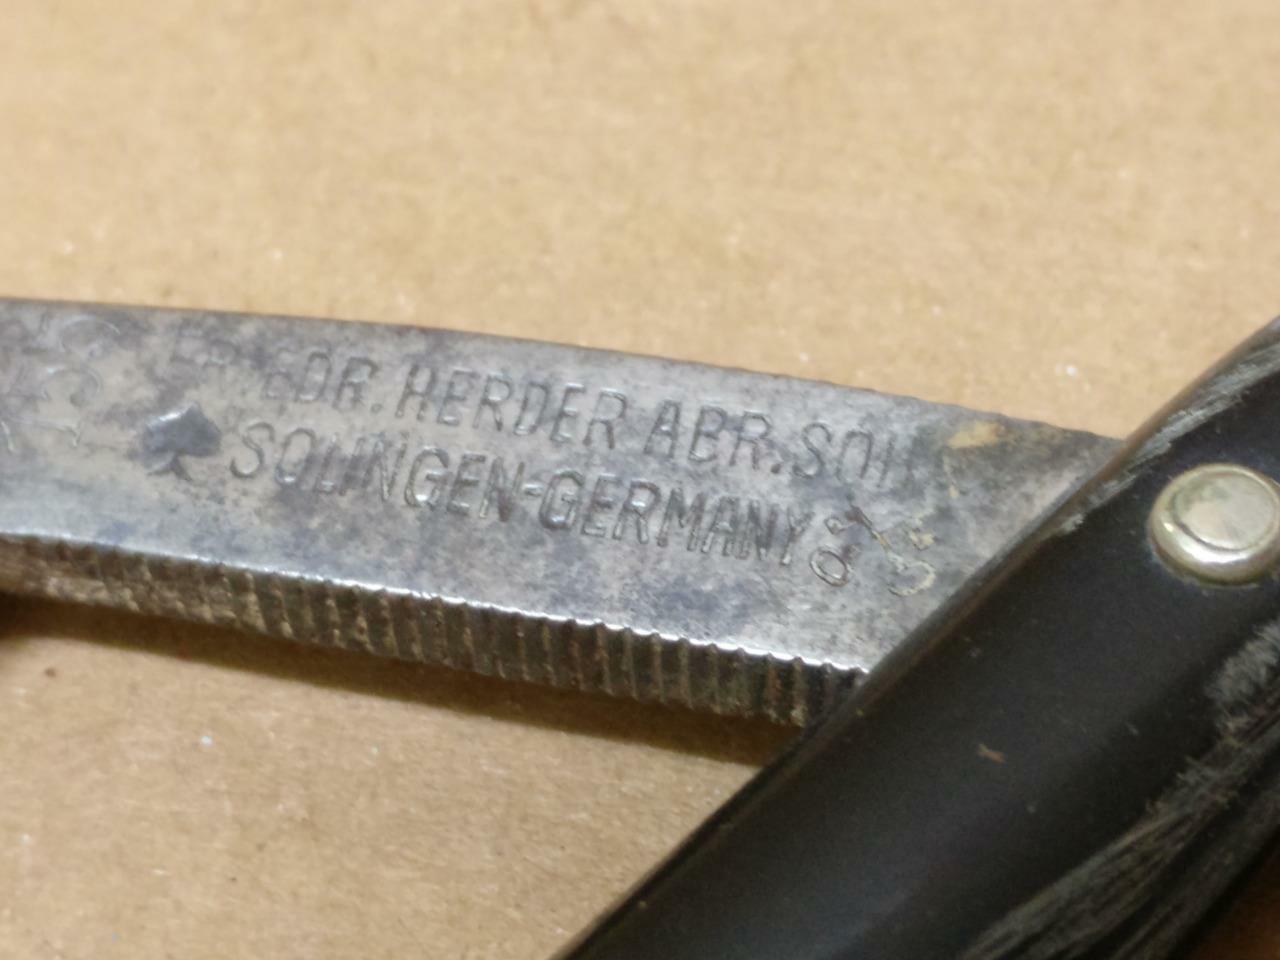 FRIEDR. HERDER ABR. SOHN
SOLINGEN-GERMANY